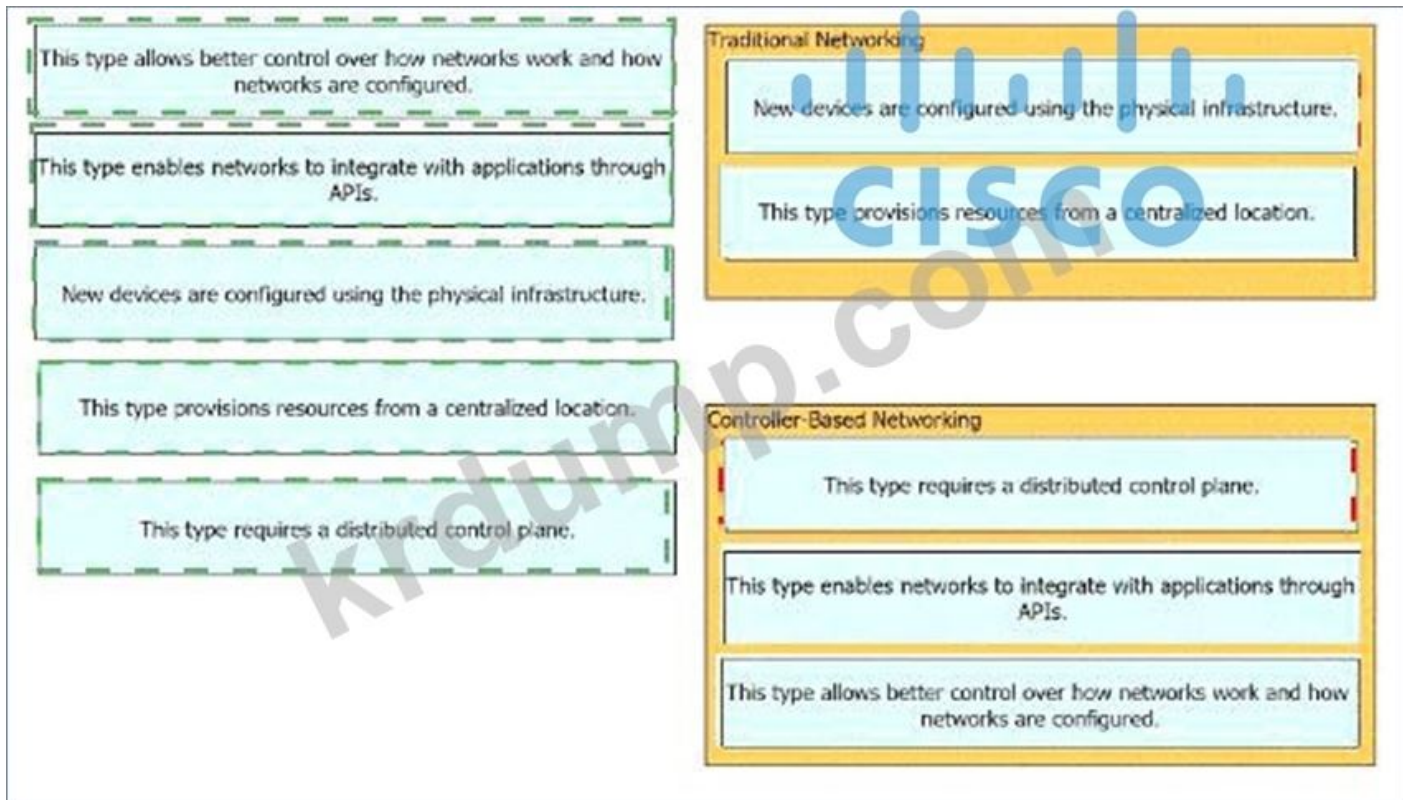 This type allows better control over how networks work and how
networks are configured.
This type enables networks to integrate with applications through
APIs.
New devices are configured using the physical infrastructure.
This type provisions resources from a centralized location.
This type requires a distributed control plane.
Traditional Networking
New devices are configured using the physical infrastructure.
This type provisions resources from a centralized location.
CISCO
Controller-Based Networking
This type requires a distributed control plane.
This type enables networks to integrate with applications through
APIs.
This type allows better control over how networks work and how
networks are configured.
krdump.com